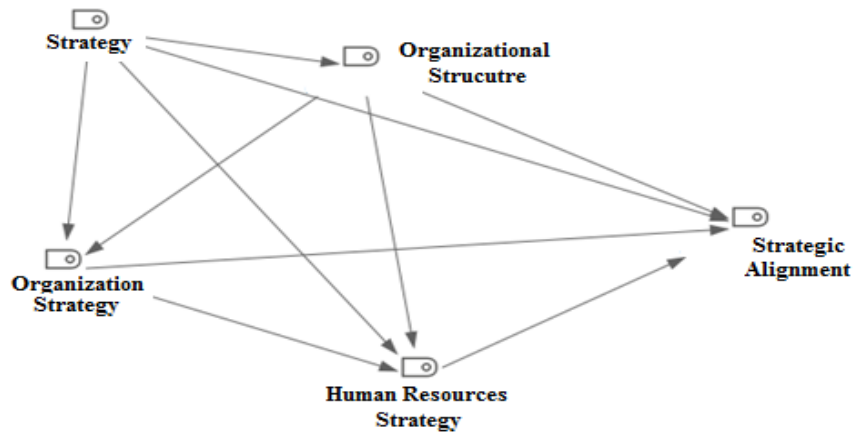 Strategy
Organizational
Strucutre
Strategic
Alignment
Organization
Strategy
Human Resources
Strategy